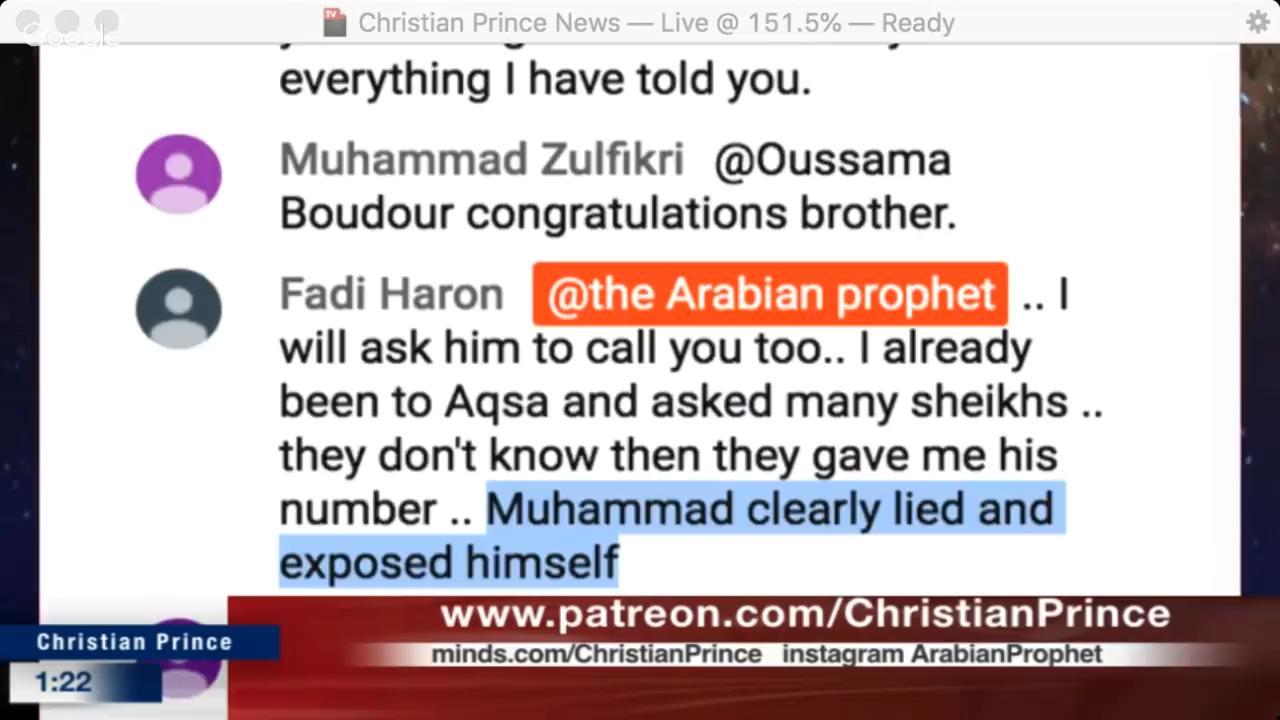 Christian Prince News — Live @ 151.5% — Ready
Google
everything I have told you.
Muhammad Zulfikri @Oussama
Boudour congratulations brother.
Fadi Haron @the Arabian prophet .. I
will ask him to call you too.. I already
been to Aqsa and asked many sheikhs ..
they don't know then they gave me his
number .. Muhammad clearly lied and
exposed himself
www.patreon.com/ChristianPrince
Christian Prince
minds.com/ChristianPrince instagram ArabianProphet
1:22